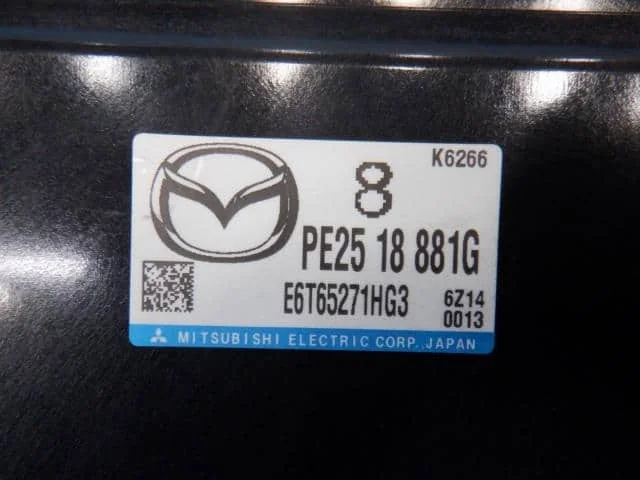 K6266
8
PE25 18 881G
E6T65271HG3 6Z14
0013
MITSUBISHI ELECTRIC CORP. JAPAN